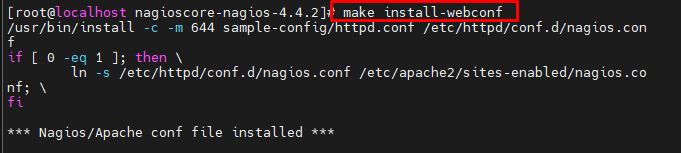 [root@localhost nagioscore-nagios-4.4.2]# make install-webconf
/usr/bin/install -c -m 644 sample-config/httpd.conf /etc/httpd/conf.d/nagios.con
f
if [ 0 -eq 1 ]; then \
        ln -s /etc/httpd/conf.d/nagios.conf /etc/apache2/sites-enabled/nagios.co
nf; \
fi
*** Nagios/Apache conf file installed ***